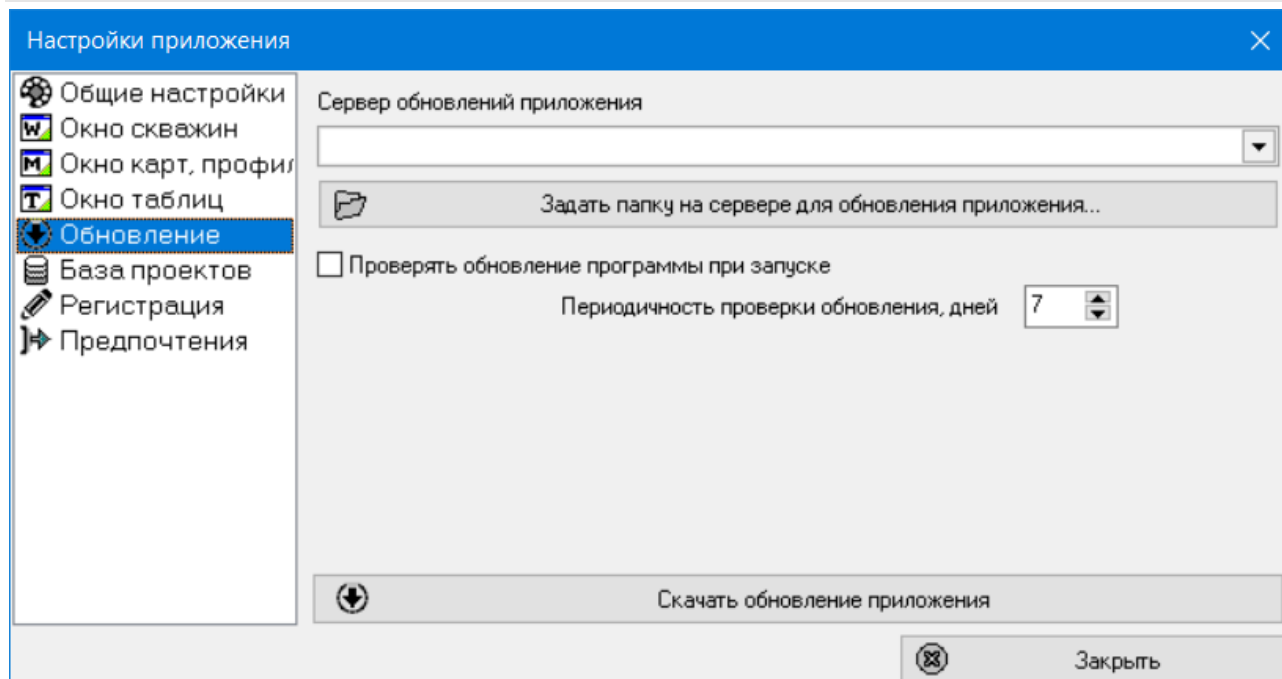 Настройки приложения
Общие настройки
Окно скважин
Окно карт, профил
Окно таблиц
Обновление
База проектов
Регистрация
Предпочтения
Сервер обновлений приложения
Задать папку на сервере для обновления приложения...
Проверять обновление программы при запуске
Периодичность проверки обновления, дней 7
Скачать обновление приложения
Закрыть